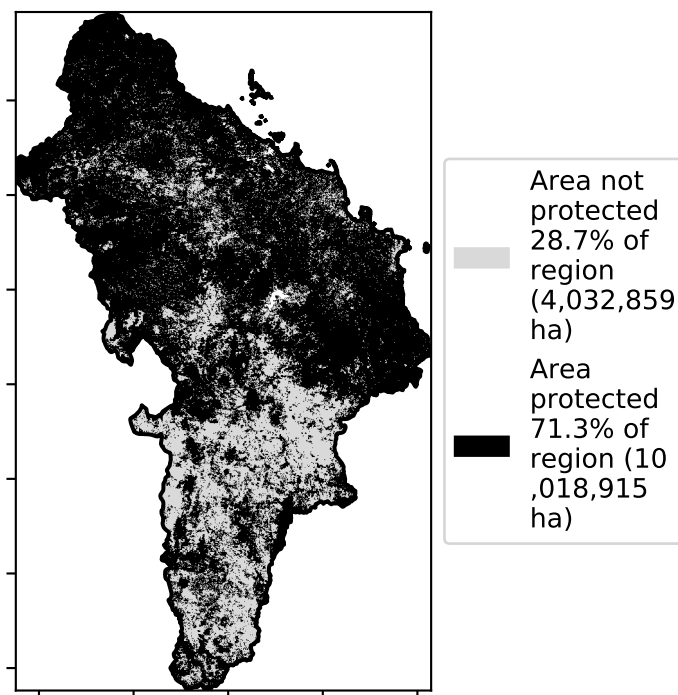 Area not
protected
28.7% of
region
(4,032,859
ha)
Area
protected
71.3% of
region (10
,018,915
ha)